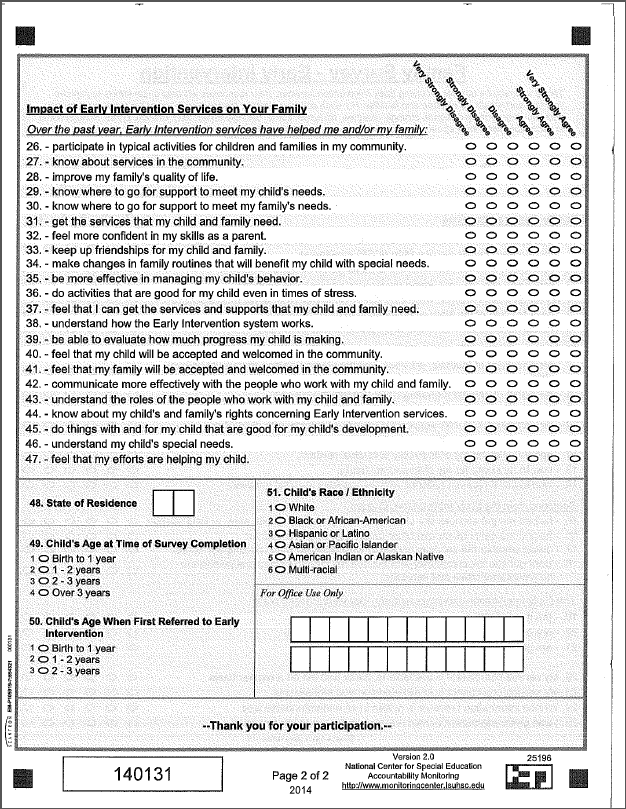 Very Strongly Disagree
Strongly Disagree
Disagree
Agree
Strongly Agree
Very Strongly Agree
Impact of Early Intervention Services on Your Family
Over the past year, Early Intervention services have helped me and/or my family:
26. - participate in typical activities for children and families in my community.
27. - know about services in the community.
28. - improve my family's quality of life.
29. - know where to go for support to meet my child's needs.
30. - know where to go for support to meet my family's needs.
31. - get the services that my child and family need.
32. - feel more confident in my skills as a parent.
33. - keep up friendships for my child and family.
34. - make changes in family routines that will benefit my child with special needs.
35. - be more effective in managing my child's behavior.
36. - do activities that are good for my child even in times of stress.
37. - feel that I can get the services and supports that my child and family need.
38. - understand how the Early Intervention system works.
39. - be able to evaluate how much progress my child is making.
40. - feel that my child will be accepted and welcomed in the community.
41. - feel that my family will be accepted and welcomed in the community.
42. - communicate more effectively with the people who work with my child and family.
43. - understand the roles of the people who work with my child and family.
44. - know about my child's and family's rights concerning Early Intervention services.
45. - do things with and for my child that are good for my child's development.
46. - understand my child's special needs.
47. - feel that my efforts are helping my child.
48. State of Residence
49. Child's Age at Time of Survey Completion
1 Birth to 1 year
2 1 - 2 years
3 2 - 3 years
4 Over 3 years
50. Child's Age When First Referred to Early
Intervention
1 Birth to 1 year
2 1 - 2 years
3 2 - 3 years
51. Child's Race / Ethnicity
1 White
2 Black or African-American
3 Hispanic or Latino
4 Asian or Pacific Islander
5 American Indian or Alaskan Native
6 Multi-racial
For Office Use Only
--Thank you for your participation.--
140131
Page 2 of 2
2014
Version 2.0
National Center for Special Education
Accountability Monitoring
http://www.monitoringcenter.lsuhsc.edu
25196